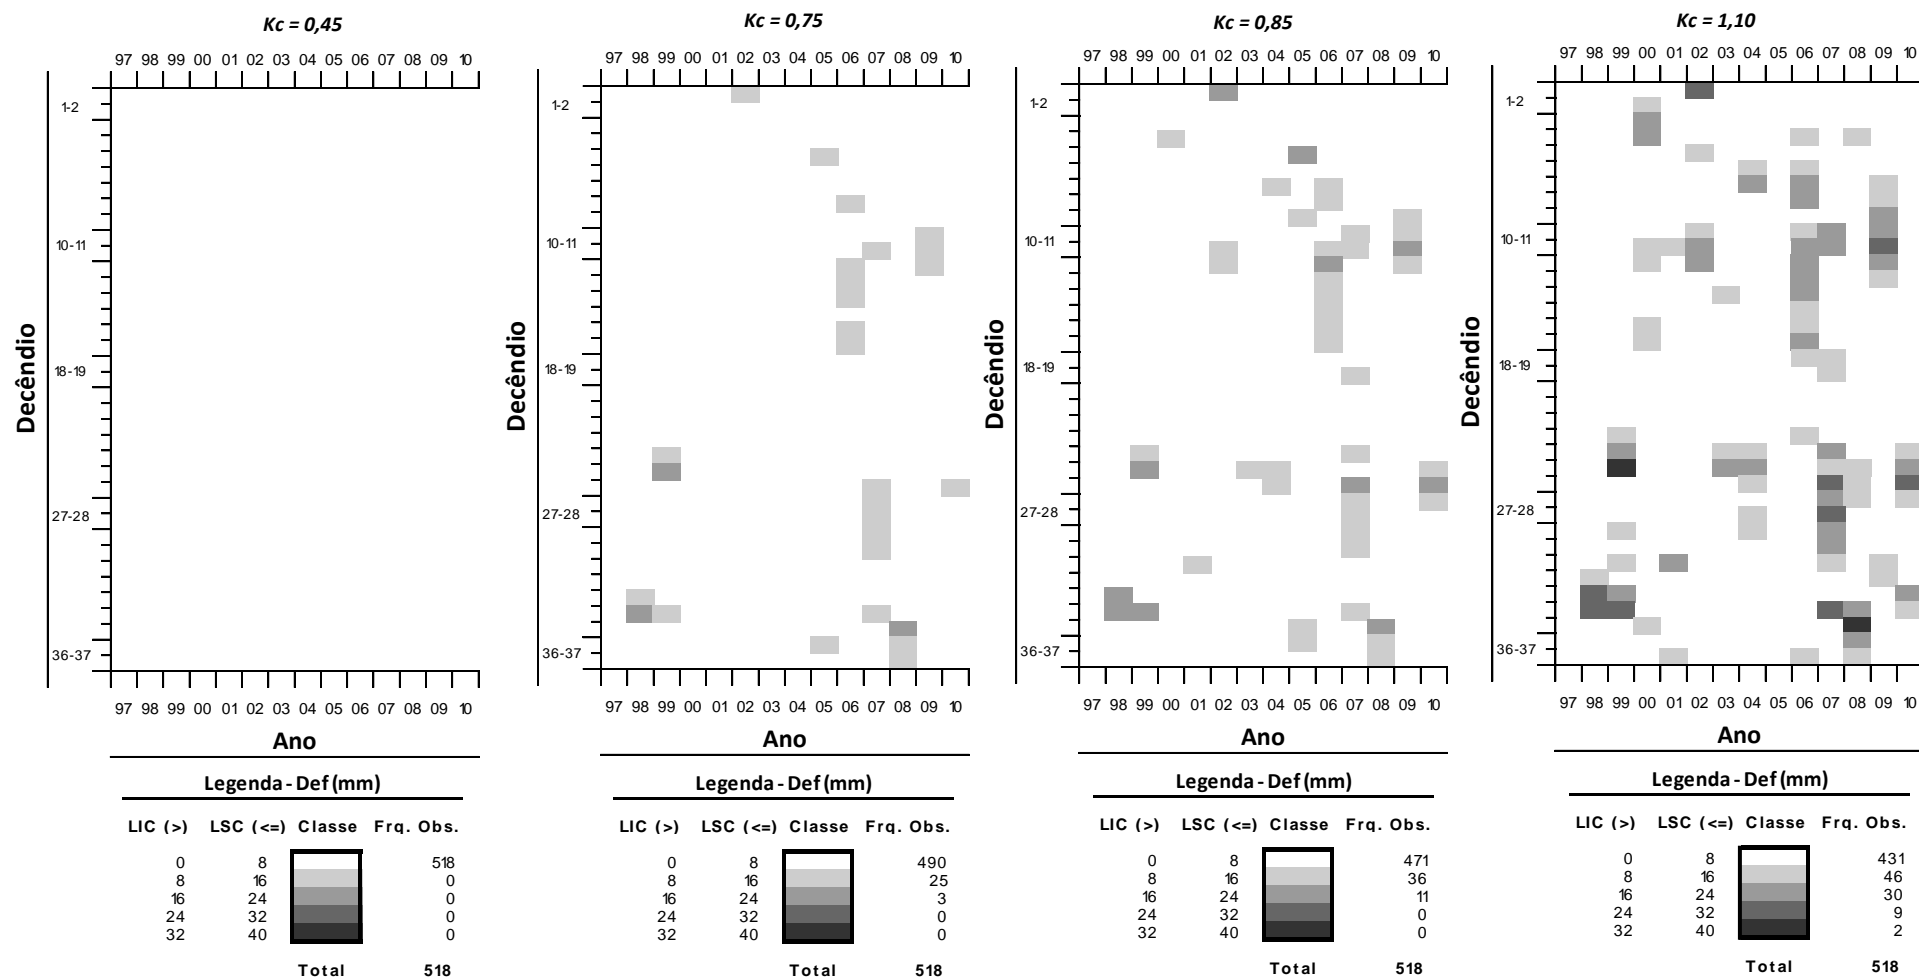 Kc = 0,45
97 98 99 00 01 02 03 04 05 06 07 08 09 10
1-2
10-11
18-19
27-28
36-37
Decêndio
97 98 99 00 01 02 03 04 05 06 07 08 09 10
Ano
Legenda - Def (mm)
LIC (>) LSC (<=) Classe Frq. Obs.
0 8 518
8 16 0
16 24 0
24 32 0
32 40 0
Total 518
Kc = 0,75
97 98 99 00 01 02 03 04 05 06 07 08 09 10
1-2
10-11
18-19
27-28
36-37
Decêndio
97 98 99 00 01 02 03 04 05 06 07 08 09 10
Ano
Legenda - Def (mm)
LIC (>) LSC (<=) Classe Frq. Obs.
0 8 490
8 16 25
16 24 3
24 32 0
32 40 0
Total 518
Kc = 0,85
97 98 99 00 01 02 03 04 05 06 07 08 09 10
1-2
10-11
18-19
27-28
36-37
Decêndio
97 98 99 00 01 02 03 04 05 06 07 08 09 10
Ano
Legenda - Def (mm)
LIC (>) LSC (<=) Classe Frq. Obs.
0 8 471
8 16 36
16 24 11
24 32 0
32 40 0
Total 518
Kc = 1,10
97 98 99 00 01 02 03 04 05 06 07 08 09 10
1-2
10-11
18-19
27-28
36-37
Decêndio
97 98 99 00 01 02 03 04 05 06 07 08 09 10
Ano
Legenda - Def (mm)
LIC (>) LSC (<=) Classe Frq. Obs.
0 8 431
8 16 46
16 24 30
24 32 9
32 40 2
Total 518